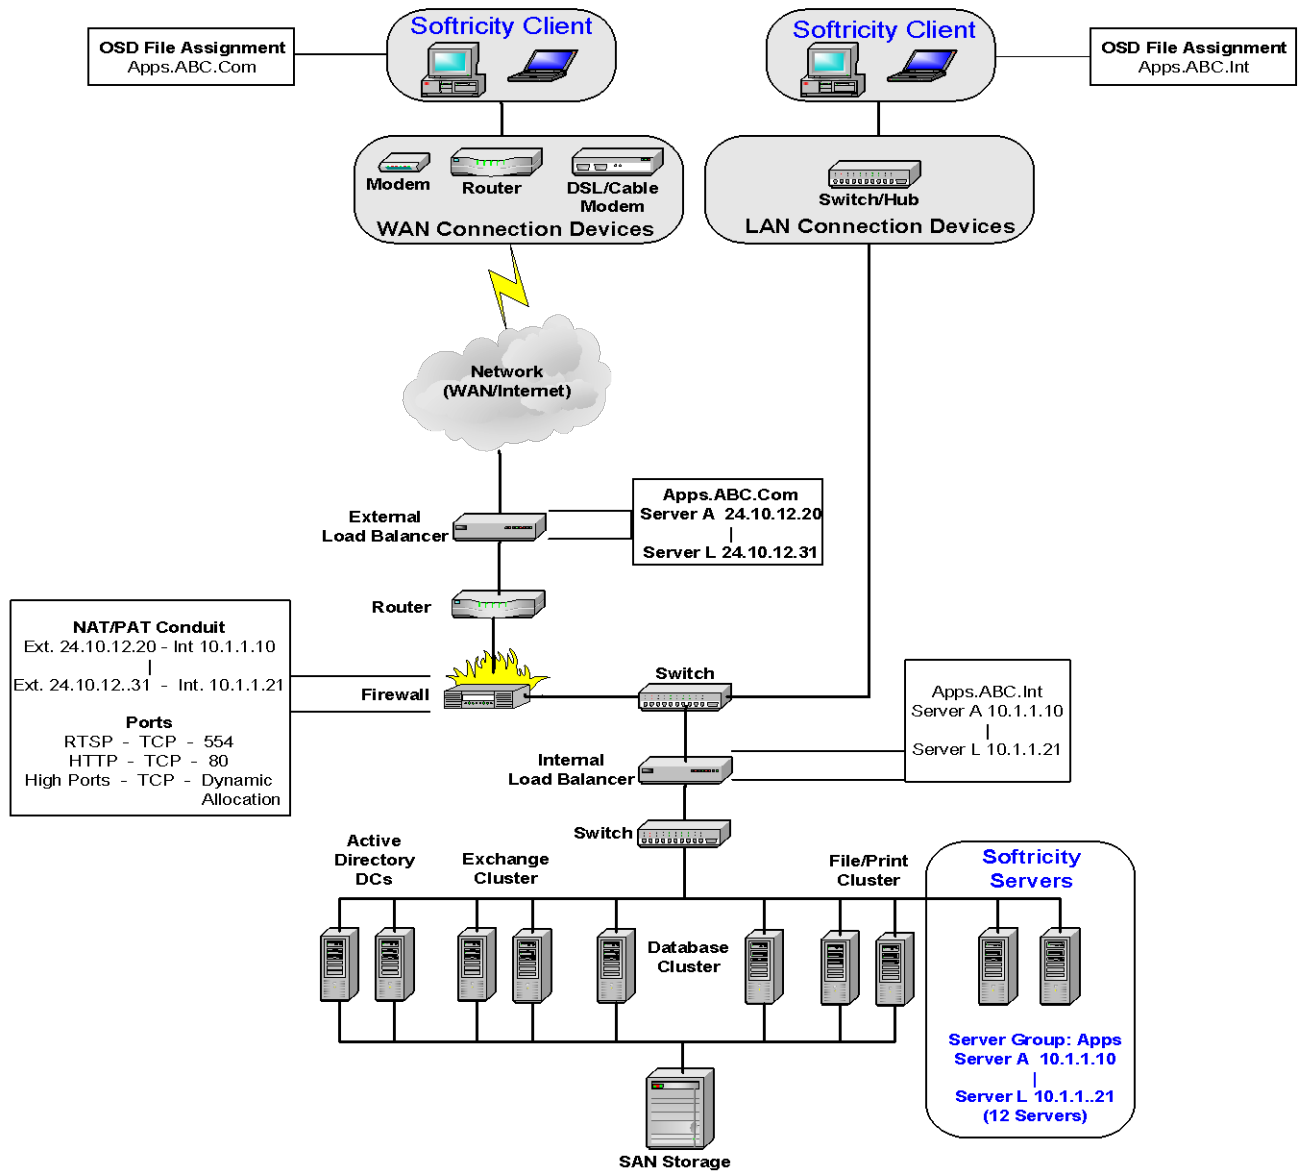 Softricity Client
OSD File Assignment
Apps.ABC.Com
Softricity Client
OSD File Assignment
Apps.ABC.Int
Modem
Router
DSL/Cable
Modem
WAN Connection Devices
Switch/Hub
LAN Connection Devices
Network
(WAN/Internet)
External
Load Balancer
Apps.ABC.Com
Server A 24.10.12.20
|
Server L 24.10.12.31
Router
NAT/PAT Conduit
Ext. 24.10.12.20 - Int 10.1.1.10
|
Ext. 24.10.12..31 - Int. 10.1.1.21
Ports
RTSP - TCP - 554
HTTP - TCP - 80
High Ports - TCP - Dynamic
Allocation
Firewall
Switch
Apps.ABC.Int
Server A 10.1.1.10
|
Server L 10.1.1.21
Internal
Load Balancer
Switch
Active
Directory
DCs
Exchange
Cluster
Database
Cluster
File/Print
Cluster
Softricity
Servers
Server Group: Apps
Server A 10.1.1.10
|
Server L 10.1.1..21
(12 Servers)
SAN Storage